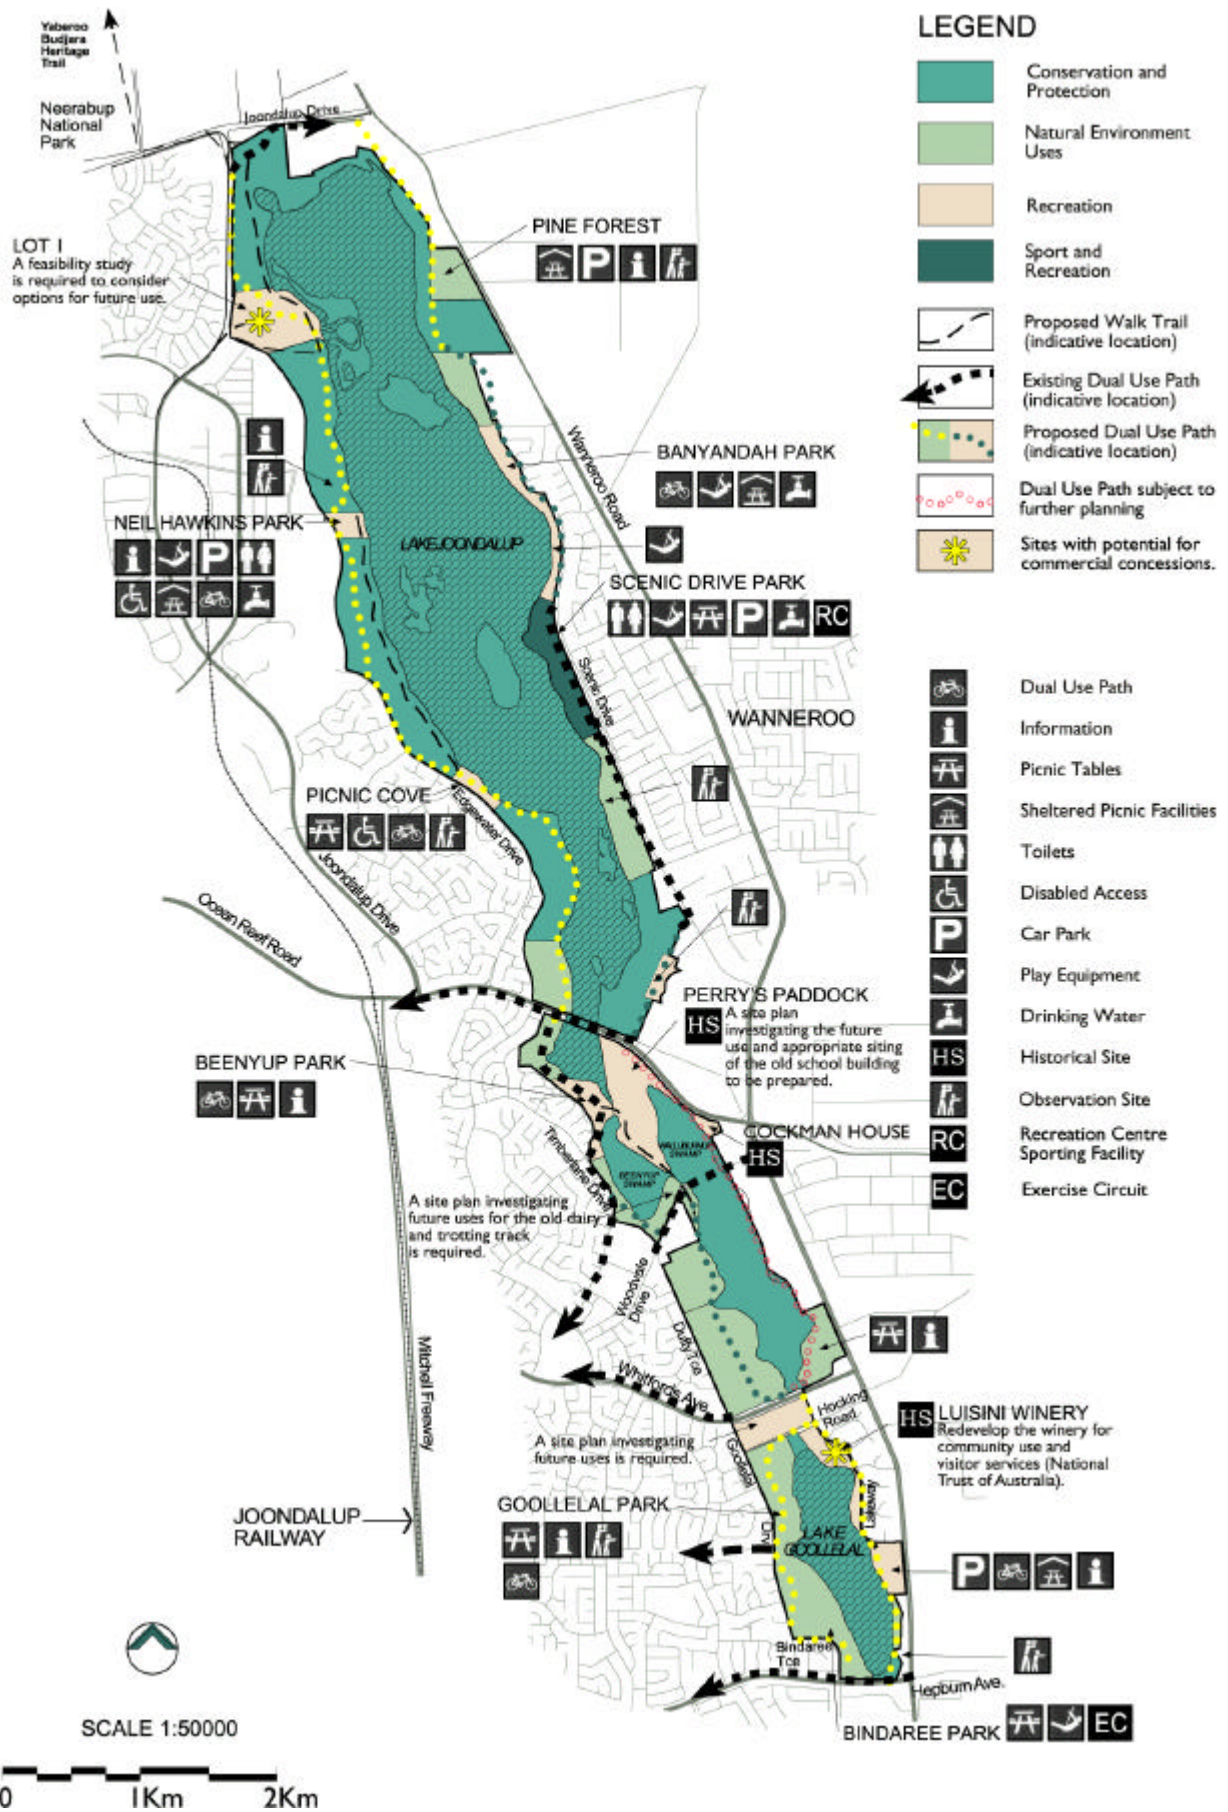 Yaberoo
Budjara
Heritage
Trail
Neerabup
National
Park
Joondalup Drive
LOT 1
A feasibility study
is required to consider
options for future use.
PINE FOREST
P
i
Wanneroo Road
BANYANDAH PARK
i
NEIL HAWKINS PARK
i
P
LAKE JOONDALUP
SCENIC DRIVE PARK
P
RC
Scenic Drive
WANNEROO
PICNIC COVE
Edgewater Drive
Joondalup Drive
Ocean Reef Road
PERRY'S PADDOCK
HS
A site plan
investigating the future
use and appropriate siting
of the old school building
to be prepared.
BEENYUP PARK
i
COCKMAN HOUSE
HS
WALLUBURNUP
SWAMP
BEENYUP
SWAMP
Timberlane Drive
A site plan investigating
future uses for the old dairy
and trotting track
is required.
Woodvale
Drive
Duffy Tce
i
Whitfords Ave.
Mitchell Freeway
Hocking
Road
HS
LUISINI WINERY
Redevelop the winery for
community use and
visitor services (National
Trust of Australia).
A site plan investigating
future uses is required.
Goollelal
Drv
Lakeway
GOOLLELAL PARK
i
LAKE
GOOLLELAL
JOONDALUP
RAILWAY
P
i
Bindaree
Tce
Hepburn Ave.
BINDAREE PARK
EC
SCALE 1:50000
0
1Km
2Km
LEGEND
Conservation and
Protection
Natural Environment
Uses
Recreation
Sport and
Recreation
Proposed Walk Trail
(indicative location)
Existing Dual Use Path
(indicative location)
Proposed Dual Use Path
(indicative location)
Dual Use Path subject to
further planning
Sites with potential for
commercial concessions.
Dual Use Path
i
Information
Picnic Tables
Sheltered Picnic Facilities
Toilets
Disabled Access
P
Car Park
Play Equipment
Drinking Water
HS
Historical Site
Observation Site
RC
Recreation Centre
Sporting Facility
EC
Exercise Circuit